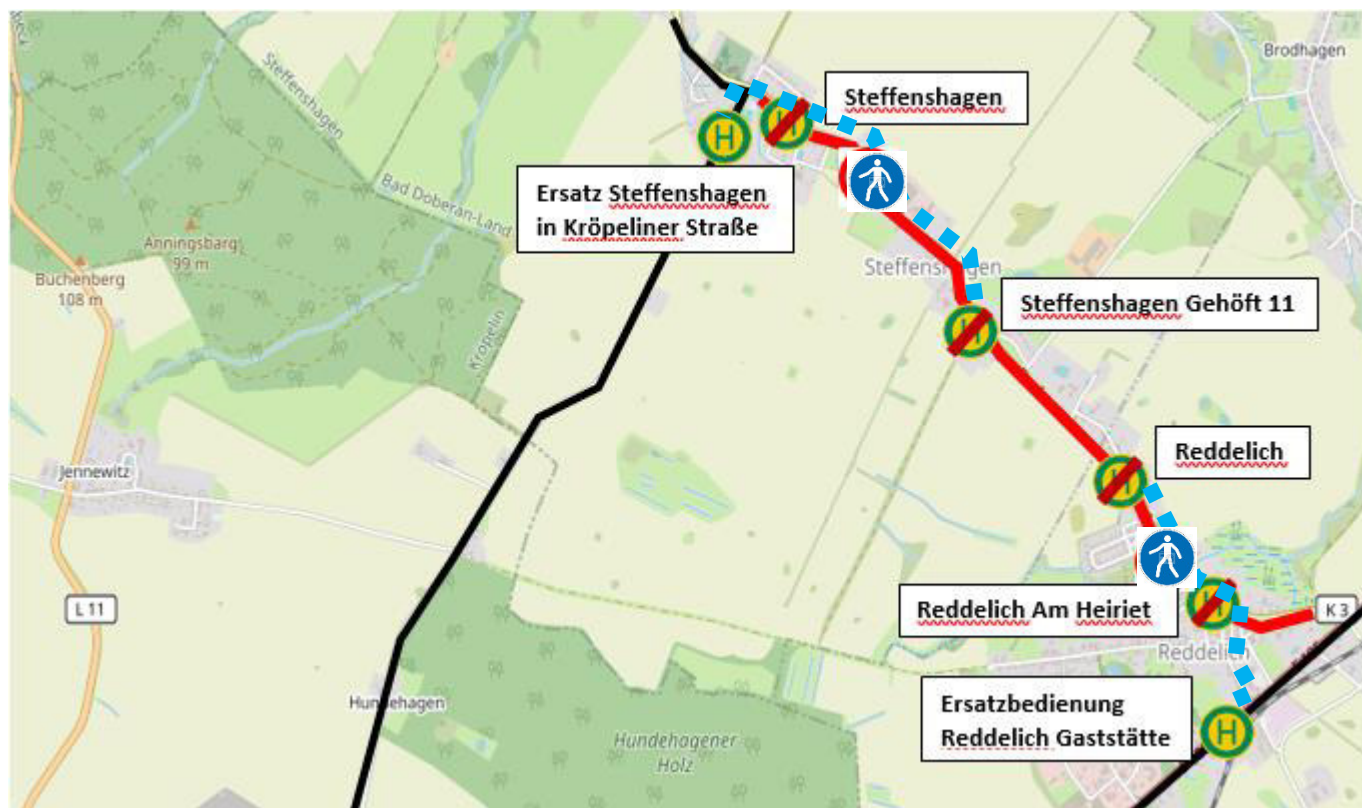 Brodhagen
Steffenshagen
H
Steffenshagen
H
Ersatz Steffenshagen
in Kröpeliner Straße
Bad Doberan-Land
Anningsbarg
99 m
Buchenberg
108 m
Steffenshagen
Steffenshagen Gehöft 11
H
Kröpelin
Reddelich
H
Jennewitz
L 11
Reddelich Am Heiriet
H
K 3
Reddelich
Hundehagen
Ersatzbedienung
Reddelich Gaststätte
H
Hundehagener
Holz